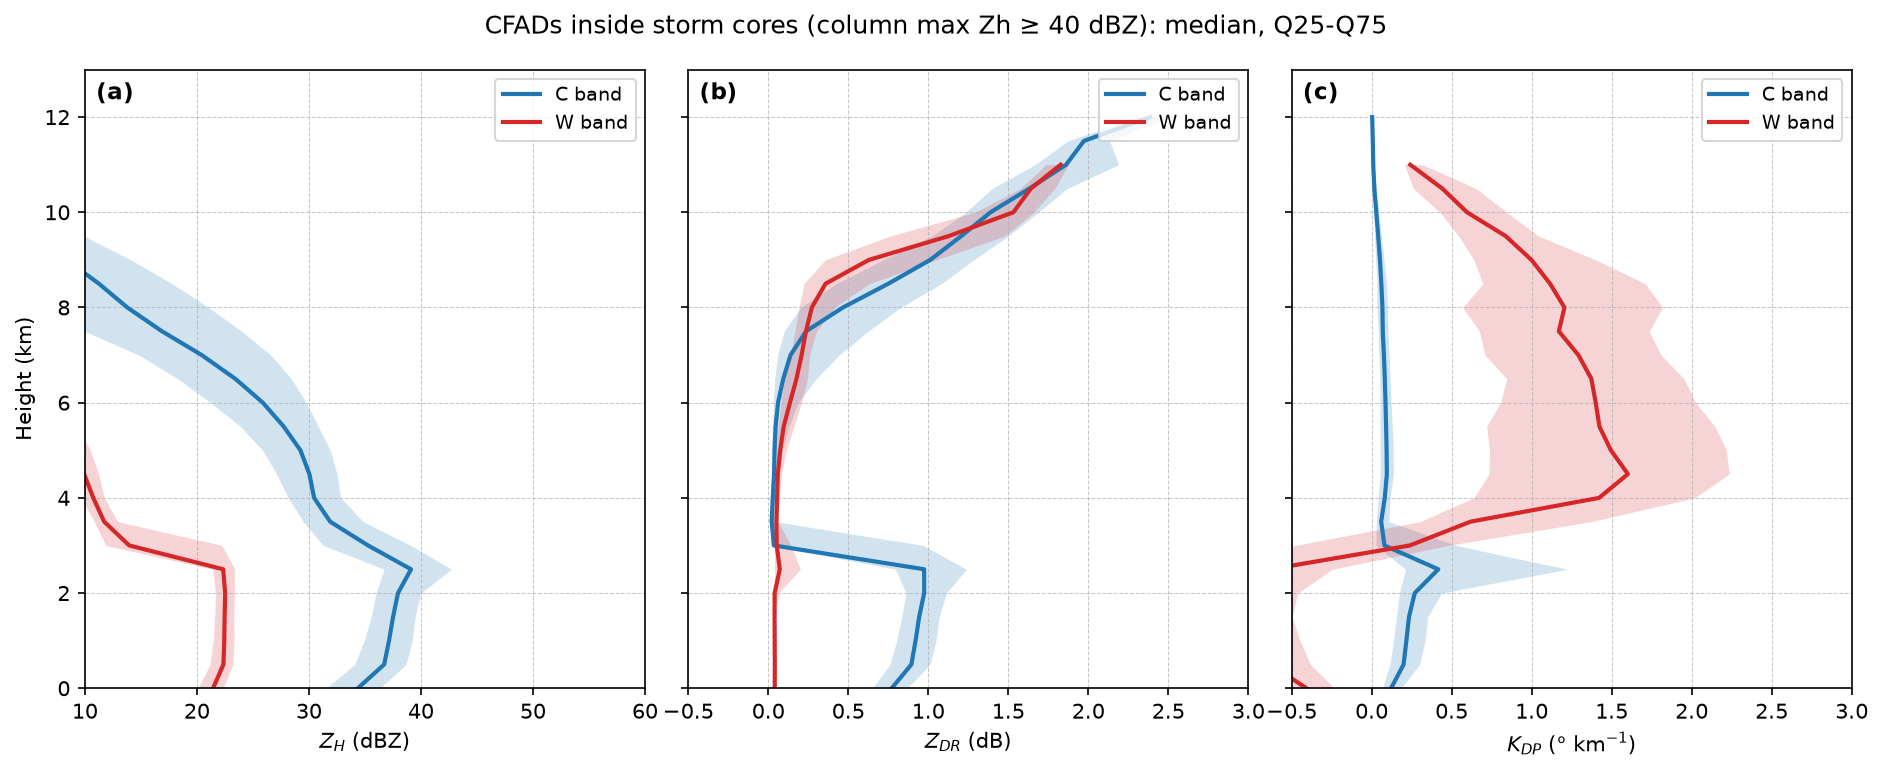 CFADs inside storm cores (column max Zh ≥ 40 dBZ): median, Q25-Q75
(a)
C band
W band
12
10
8
6
4
2
0
Height (km)
10 20 30 40 50 60
Z_H (dBZ)
(b)
C band
W band
−0.5 0.0 0.5 1.0 1.5 2.0 2.5 3.0
Z_DR (dB)
(c)
C band
W band
−0.5 0.0 0.5 1.0 1.5 2.0 2.5 3.0
K_DP (° km⁻¹)